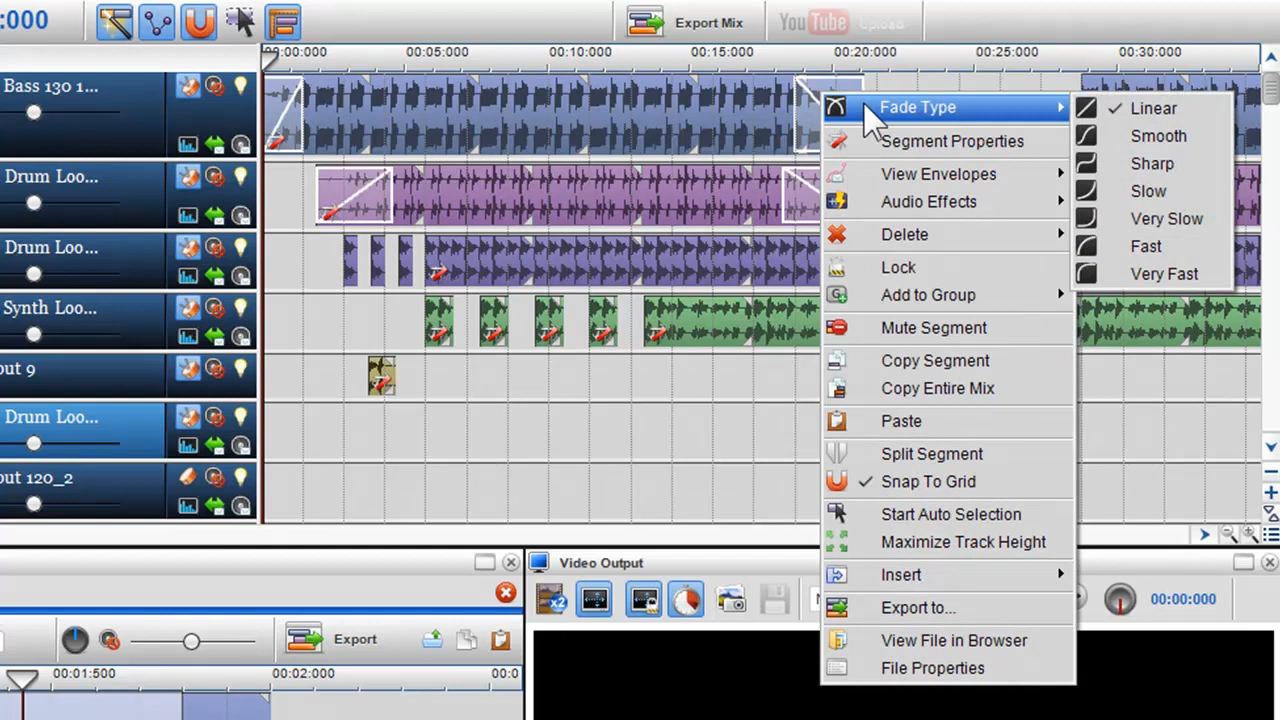 :000
Export Mix
YouTube Upload
00:00:000
00:05:000
00:10:000
00:15:000
00:20:000
00:25:000
00:30:000
Bass 130 1...
Drum Loo...
Drum Loo...
Synth Loo...
out 9
Drum Loo...
out 120_2
Fade Type
Segment Properties
View Envelopes
Audio Effects
Delete
Lock
Add to Group
Mute Segment
Copy Segment
Copy Entire Mix
Paste
Split Segment
Snap To Grid
Start Auto Selection
Maximize Track Height
Insert
Export to...
View File in Browser
File Properties
Linear
Smooth
Sharp
Slow
Very Slow
Fast
Very Fast
Video Output
x2
00:00:000
Export
00:01:500
00:02:000
00:0